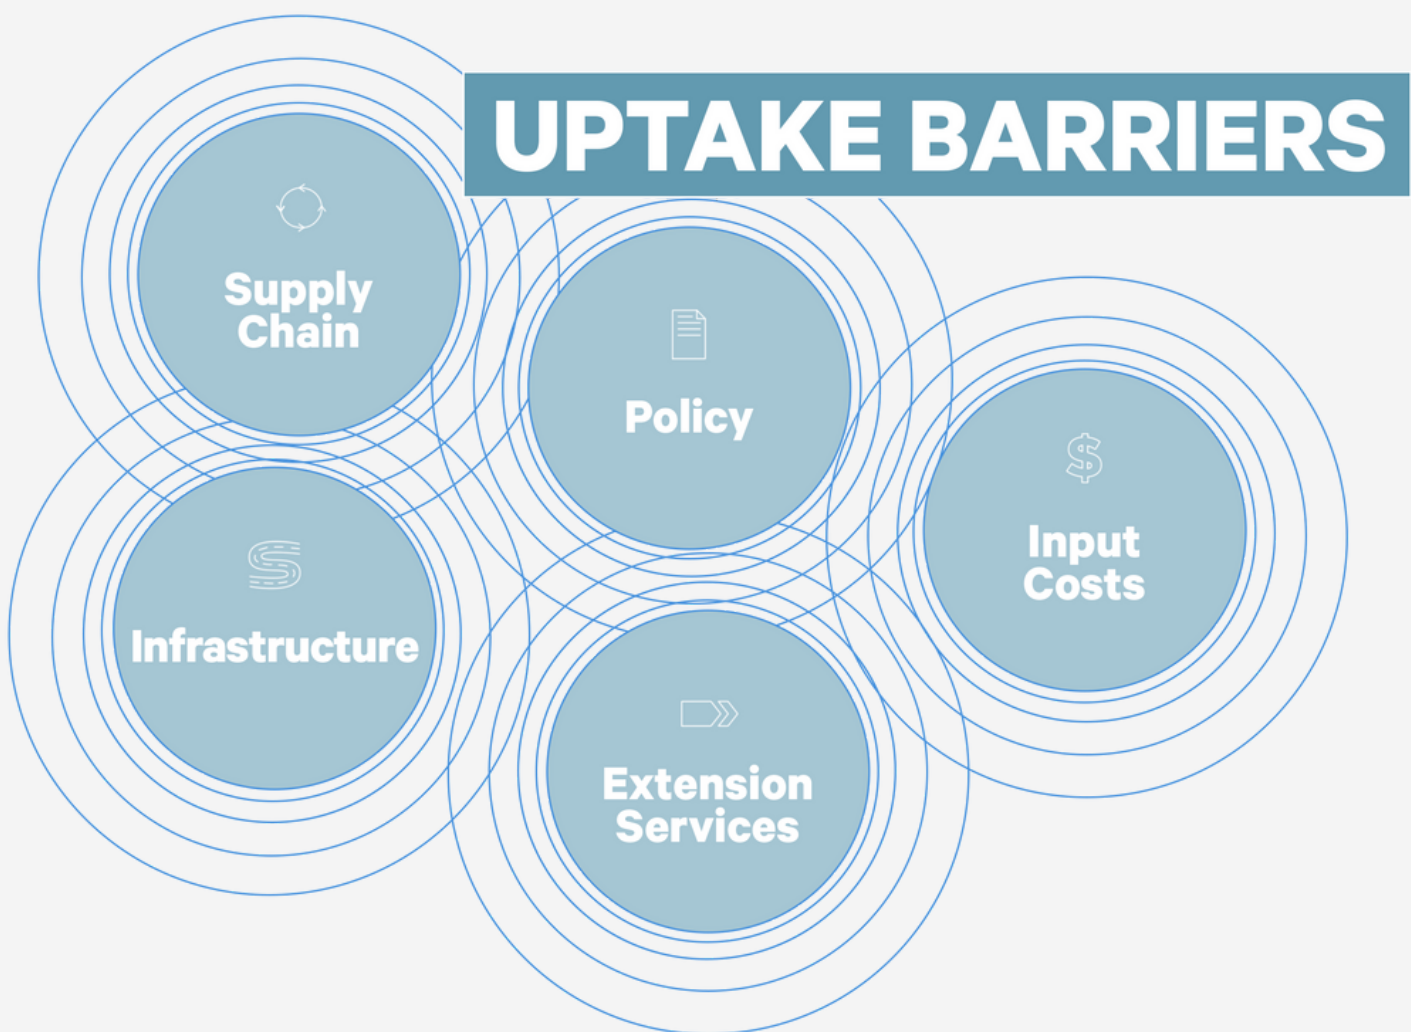 UPTAKE BARRIERS
Supply
Chain
Policy
$
Input
Costs
Infrastructure
Extension
Services